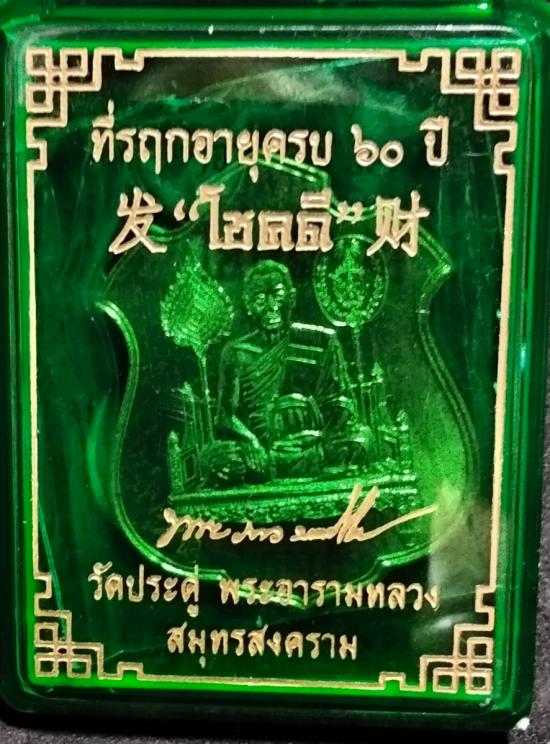 ที่รฤกอายุครบ ๖๐ ปี
发 “โชคดี” 财
วัดประดู่ พระอารามหลวง
สมุทรสงคราม